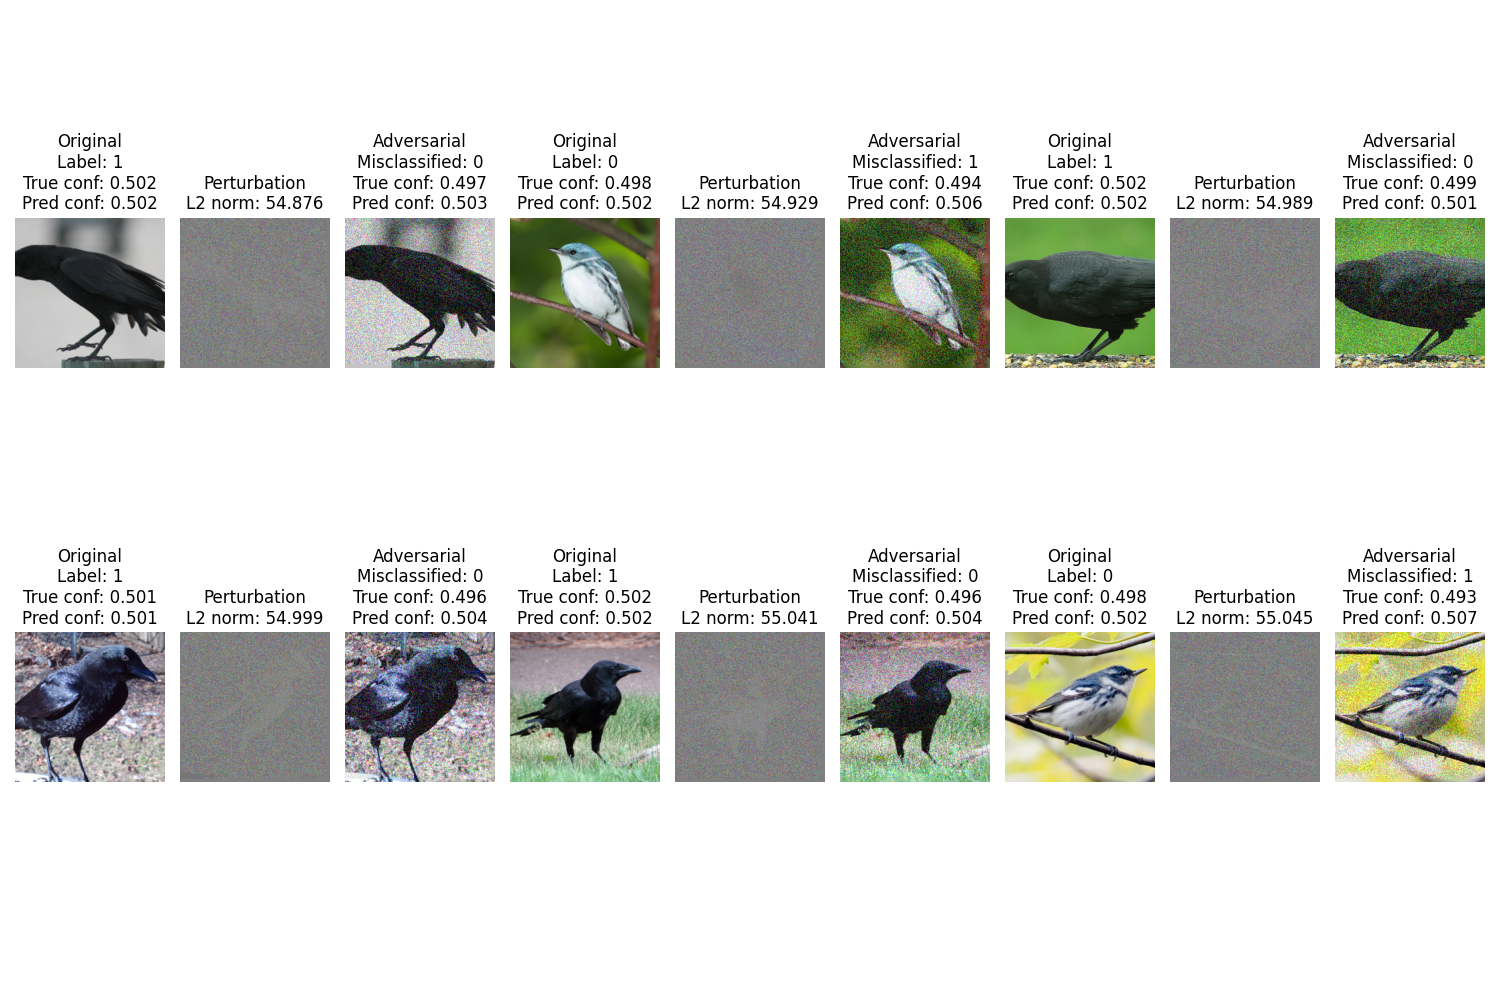 Original
Label: 1
True conf: 0.502
Pred conf: 0.502
Perturbation
L2 norm: 54.876
Adversarial
Misclassified: 0
True conf: 0.497
Pred conf: 0.503
Original
Label: 0
True conf: 0.498
Pred conf: 0.502
Perturbation
L2 norm: 54.929
Adversarial
Misclassified: 1
True conf: 0.494
Pred conf: 0.506
Original
Label: 1
True conf: 0.502
Pred conf: 0.502
Perturbation
L2 norm: 54.989
Adversarial
Misclassified: 0
True conf: 0.499
Pred conf: 0.501
Original
Label: 1
True conf: 0.501
Pred conf: 0.501
Perturbation
L2 norm: 54.999
Adversarial
Misclassified: 0
True conf: 0.496
Pred conf: 0.504
Original
Label: 1
True conf: 0.502
Pred conf: 0.502
Perturbation
L2 norm: 55.041
Adversarial
Misclassified: 0
True conf: 0.496
Pred conf: 0.504
Original
Label: 0
True conf: 0.498
Pred conf: 0.502
Perturbation
L2 norm: 55.045
Adversarial
Misclassified: 1
True conf: 0.493
Pred conf: 0.507